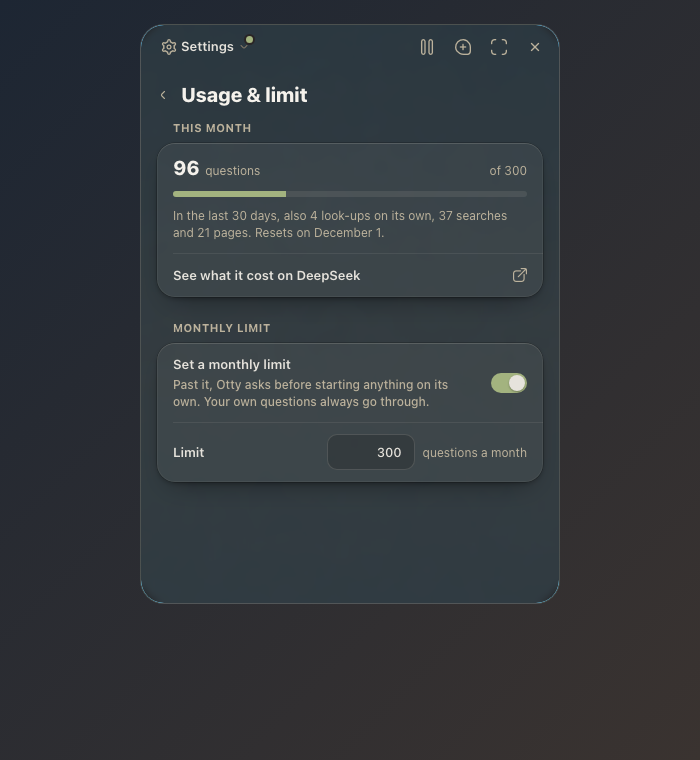 Settings
Usage & limit
THIS MONTH
96 questions of 300
In the last 30 days, also 4 look-ups on its own, 37 searches
and 21 pages. Resets on December 1.
See what it cost on DeepSeek
MONTHLY LIMIT
Set a monthly limit
Past it, Otty asks before starting anything on its
own. Your own questions always go through.
Limit 300 questions a month